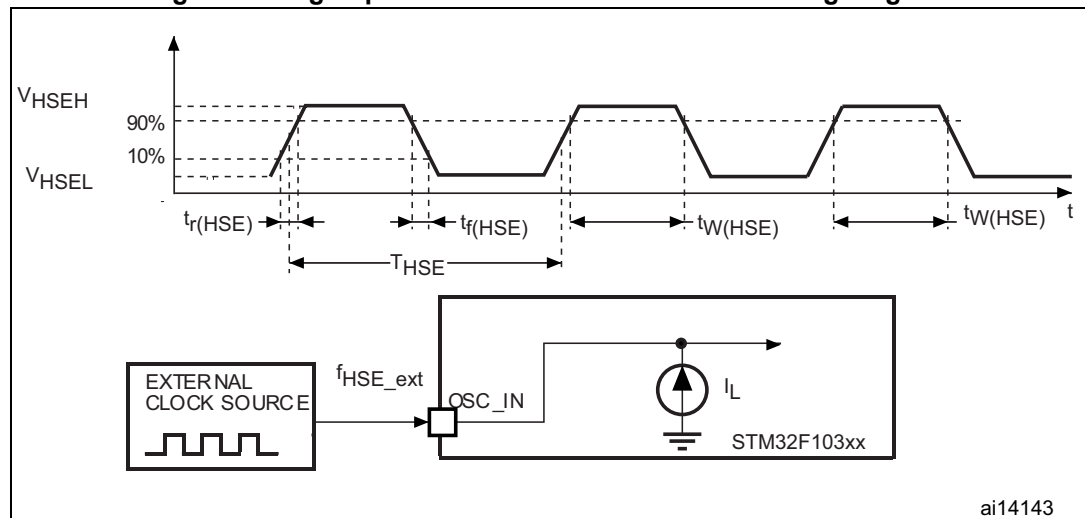 VHSEH
90%
10%
VHSEL
tr(HSE)
tf(HSE)
tW(HSE)
tW(HSE)
t
THSE
EXTERNAL
CLOCK SOURCE
fHSE_ext
OSC_IN
IL
STM32F103xx
ai14143